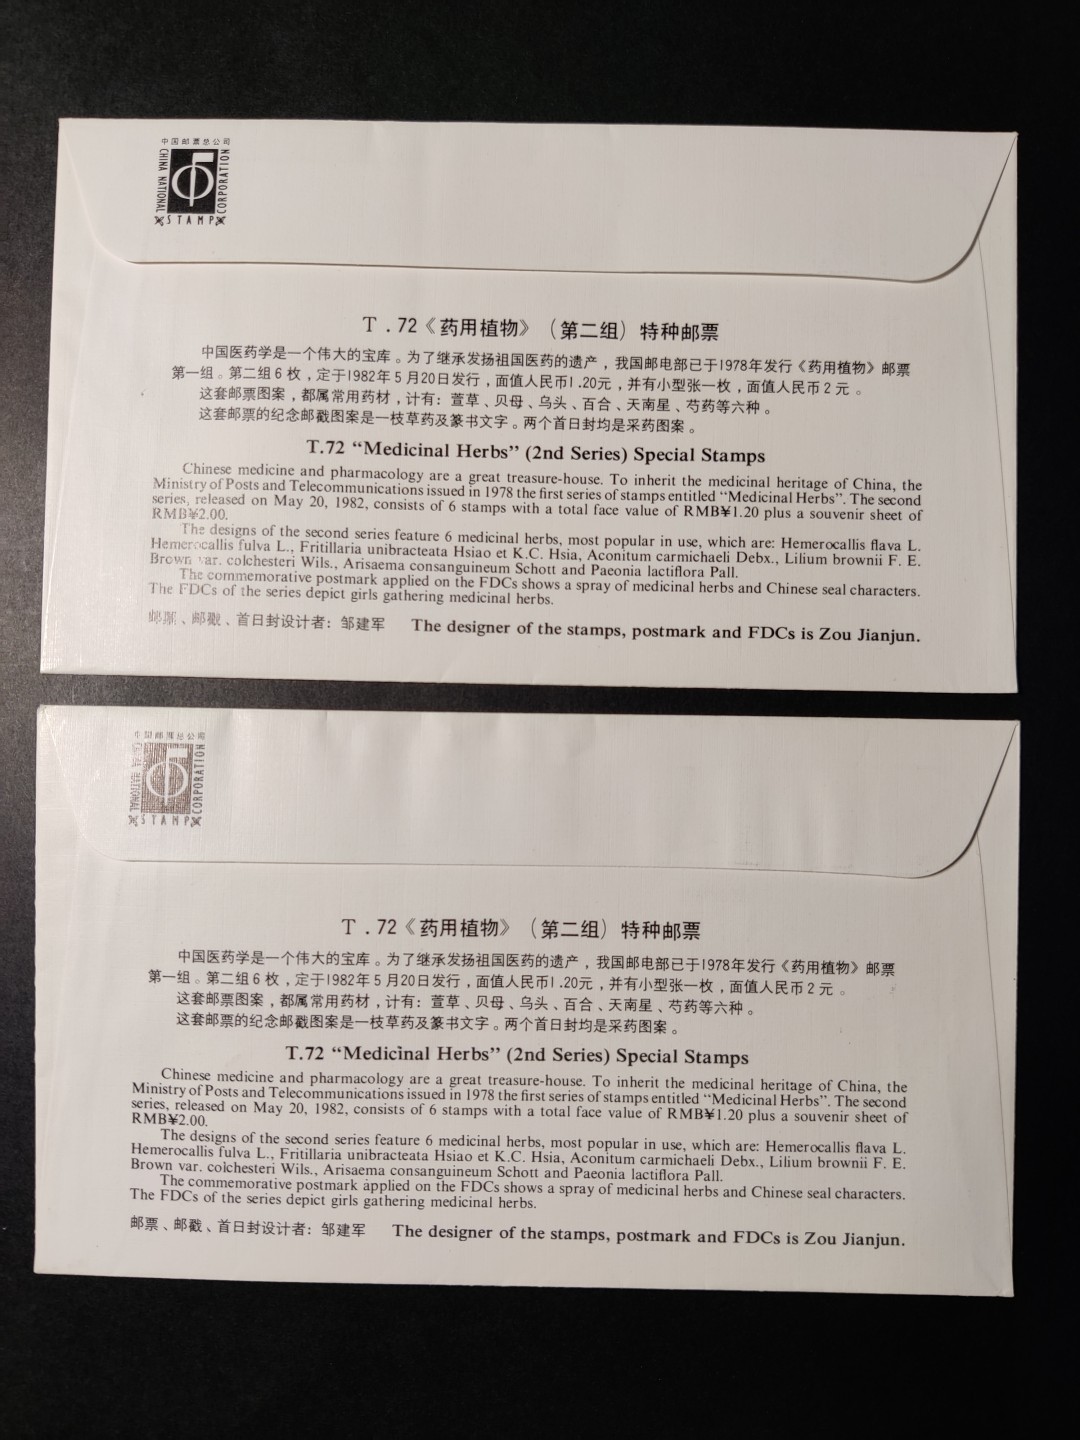 中国邮票总公司
CHINA NATIONAL
STAMP
CORPORATION
T.72《药用植物》(第二组)特种邮票
中国医药学是一个伟大的宝库。为了继承发扬祖国医药的遗产,我国邮电部已于1978年发行《药用植物》邮票
第一组。第二组6枚,定于1982年5月20日发行,面值人民币1.20元,并有小型张一枚,面值人民币2元。
这套邮票图案,都属常用药材,计有:萱草、贝母、乌头、百合、天南星、芍药等六种。
这套邮票的纪念邮戳图案是一枝草药及篆书文字。两个首日封均是采药图案。
T.72 “Medicinal Herbs” (2nd Series) Special Stamps
Chinese medicine and pharmacology are a great treasure-house. To inherit the medicinal heritage of China, the
Ministry of Posts and Telecommunications issued in 1978 the first series of stamps entitled “Medicinal Herbs”. The second
series, released on May 20, 1982, consists of 6 stamps with a total face value of RMB¥1.20 plus a souvenir sheet of
RMB¥2.00.
The designs of the second series feature 6 medicinal herbs, most popular in use, which are: Hemerocallis flava L.
Hemerocallis fulva L., Fritillaria unibracteata Hsiao et K.C. Hsia, Aconitum carmichaeli Debx., Lilium brownii F. E.
Brown var. colchesteri Wils., Arisaema consanguineum Schott and Paeonia lactiflora Pall.
The commemorative postmark applied on the FDCs shows a spray of medicinal herbs and Chinese seal characters.
The FDCs of the series depict girls gathering medicinal herbs.
邮票、邮戳、首日封设计者:邹建军 The designer of the stamps, postmark and FDCs is Zou Jianjun.
中国邮票总公司
CHINA NATIONAL
STAMP
CORPORATION
T.72《药用植物》(第二组)特种邮票
中国医药学是一个伟大的宝库。为了继承发扬祖国医药的遗产,我国邮电部已于1978年发行《药用植物》邮票
第一组。第二组6枚,定于1982年5月20日发行,面值人民币1.20元,并有小型张一枚,面值人民币2元。
这套邮票图案,都属常用药材,计有:萱草、贝母、乌头、百合、天南星、芍药等六种。
这套邮票的纪念邮戳图案是一枝草药及篆书文字。两个首日封均是采药图案。
T.72 “Medicinal Herbs” (2nd Series) Special Stamps
Chinese medicine and pharmacology are a great treasure-house. To inherit the medicinal heritage of China, the
Ministry of Posts and Telecommunications issued in 1978 the first series of stamps entitled “Medicinal Herbs”. The second
series, released on May 20, 1982, consists of 6 stamps with a total face value of RMB¥1.20 plus a souvenir sheet of
RMB¥2.00.
The designs of the second series feature 6 medicinal herbs, most popular in use, which are: Hemerocallis flava L.
Hemerocallis fulva L., Fritillaria unibracteata Hsiao et K.C. Hsia, Aconitum carmichaeli Debx., Lilium brownii F. E.
Brown var. colchesteri Wils., Arisaema consanguineum Schott and Paeonia lactiflora Pall.
The commemorative postmark applied on the FDCs shows a spray of medicinal herbs and Chinese seal characters.
The FDCs of the series depict girls gathering medicinal herbs.
邮票、邮戳、首日封设计者:邹建军 The designer of the stamps, postmark and FDCs is Zou Jianjun.